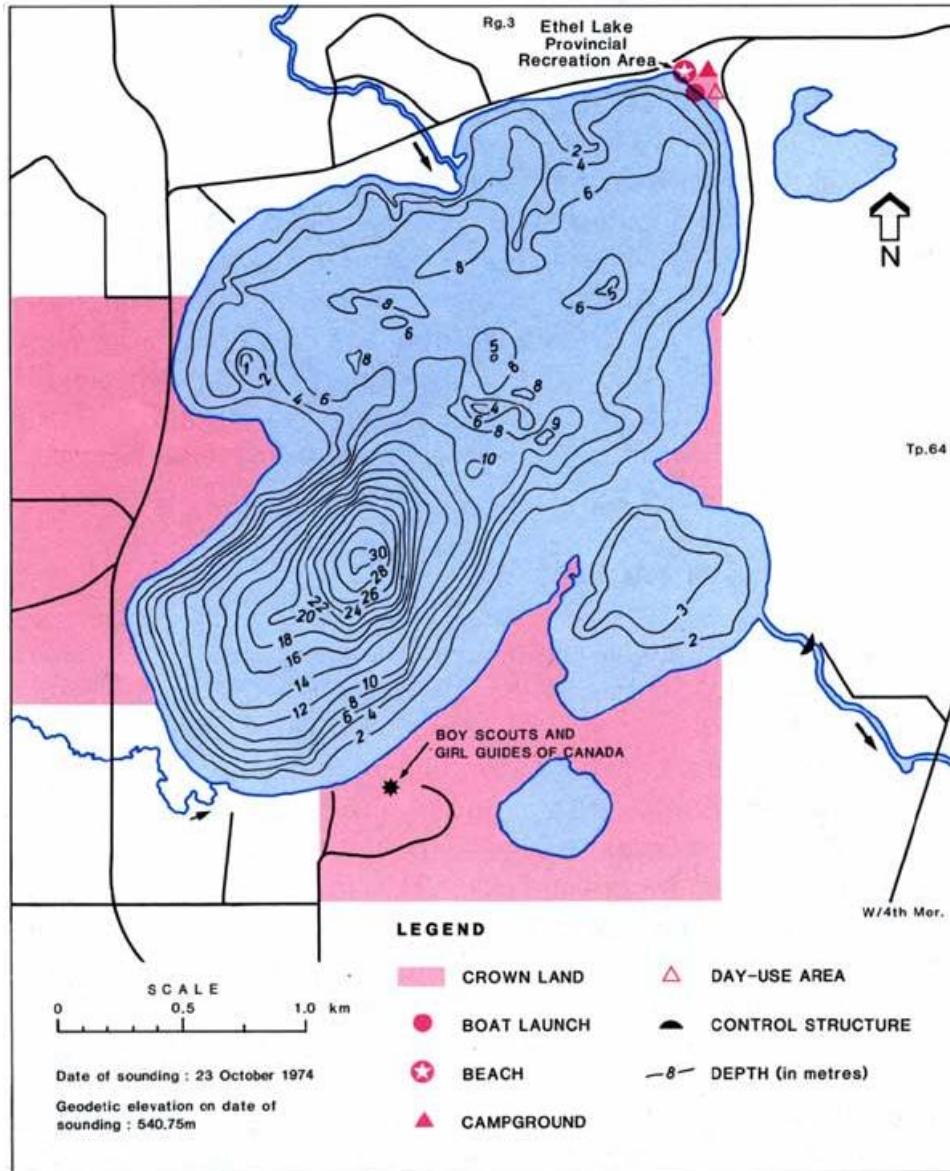 Rg.3
Ethel Lake
Provincial
Recreation Area
N
Tp.64
2
4
6
8
5
6
8
6
8
5
8
8
1
2
4
6
4
6
8
9
10
30
28
26
24
22
20
18
16
14
12
10
8
6
4
2
3
2
BOY SCOUTS AND
GIRL GUIDES OF CANADA
W/4th Mer.
LEGEND
CROWN LAND
BOAT LAUNCH
BEACH
CAMPGROUND
DAY-USE AREA
CONTROL STRUCTURE
8 DEPTH (in metres)
SCALE
0 0.5 1.0 km
Date of sounding : 23 October 1974
Geodetic elevation on date of
sounding : 540.75m